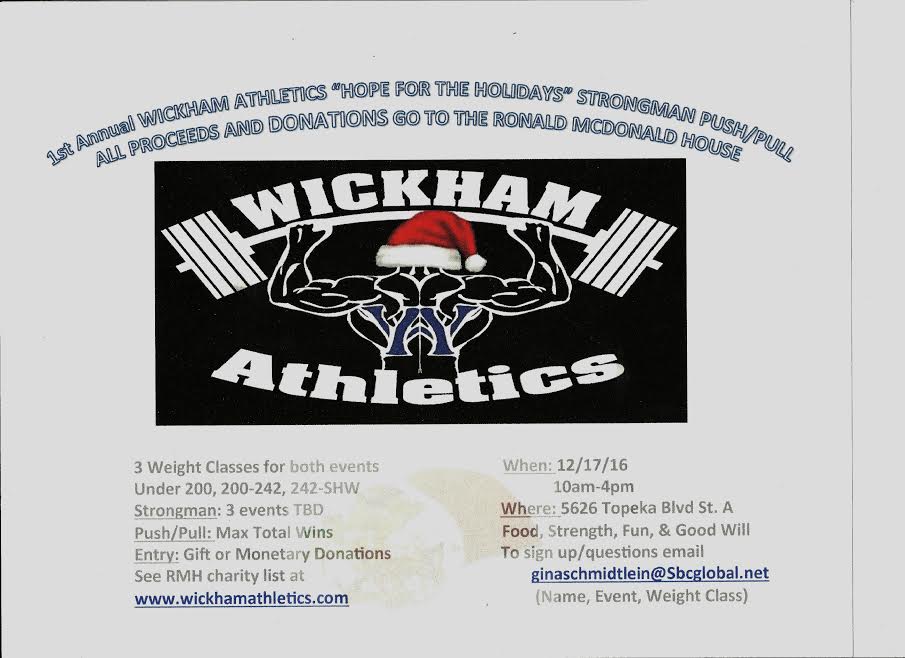 1st Annual WICKHAM ATHLETICS "HOPE FOR THE HOLIDAYS" STRONGMAN PUSH/PULL
ALL PROCEEDS AND DONATIONS GO TO THE RONALD MCDONALD HOUSE
WICKHAM
W
Athletics
3 Weight Classes for both events
Under 200, 200-242, 242-SHW
Strongman: 3 events TBD
Push/Pull: Max Total Wins
Entry: Gift or Monetary Donations
See RMH charity list at
www.wickhamathletics.com
When: 12/17/16
10am-4pm
Where: 5626 Topeka Blvd St. A
Food, Strength, Fun, & Good Will
To sign up/questions email
ginaschmidtlein@Sbcglobal.net
(Name, Event, Weight Class)